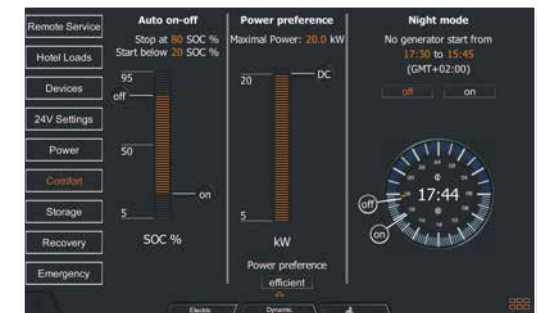 Remote Service
Hotel Loads
Devices
24V Settings
Power
Comfort
Storage
Recovery
Emergency
Auto on-off
Stop at 80 SOC %
Start below 20 SOC %
95
off
50
on
5
SOC %
Power preference
Maximal Power: 20.0 kW
20
DC
5
kW
Power preference
efficient
Night mode
No generator start from
17:30 to 15:45
(GMT+02:00)
off on
17:44
off
on
Electric
Dynamic